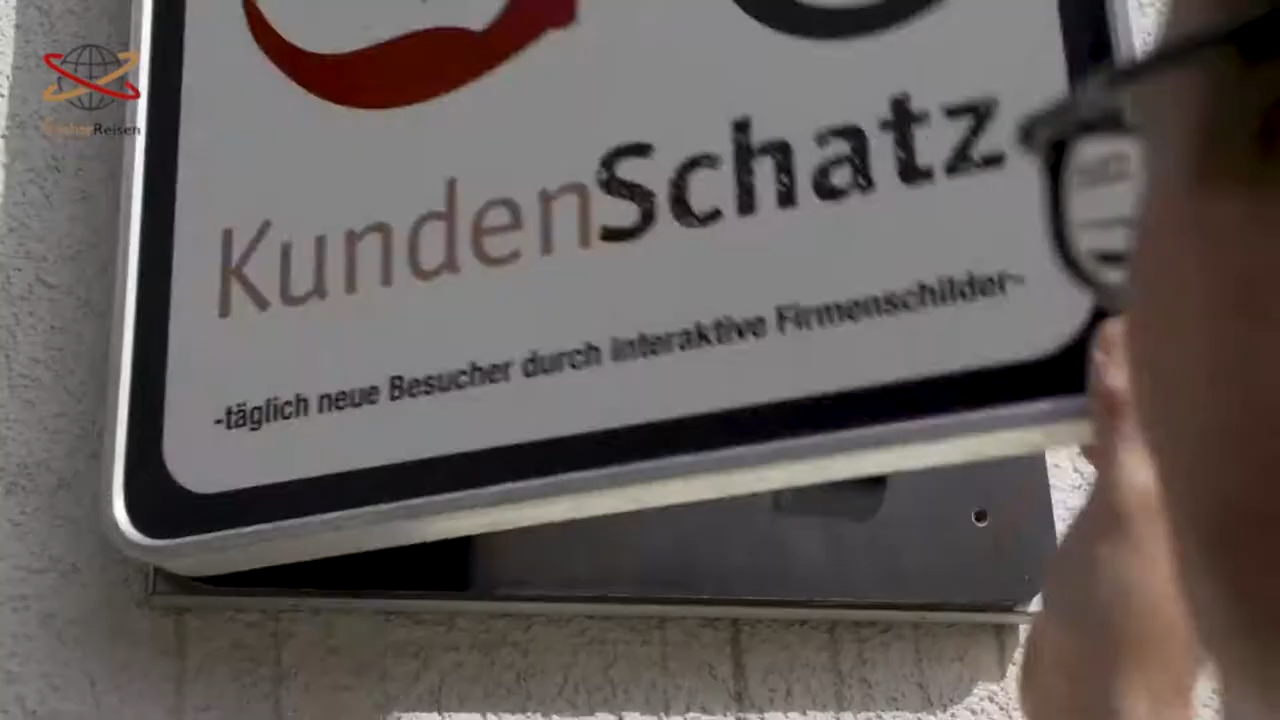 Reisen
KundenSchatz
-täglich neue Besucher durch interaktive Firmenschilder-